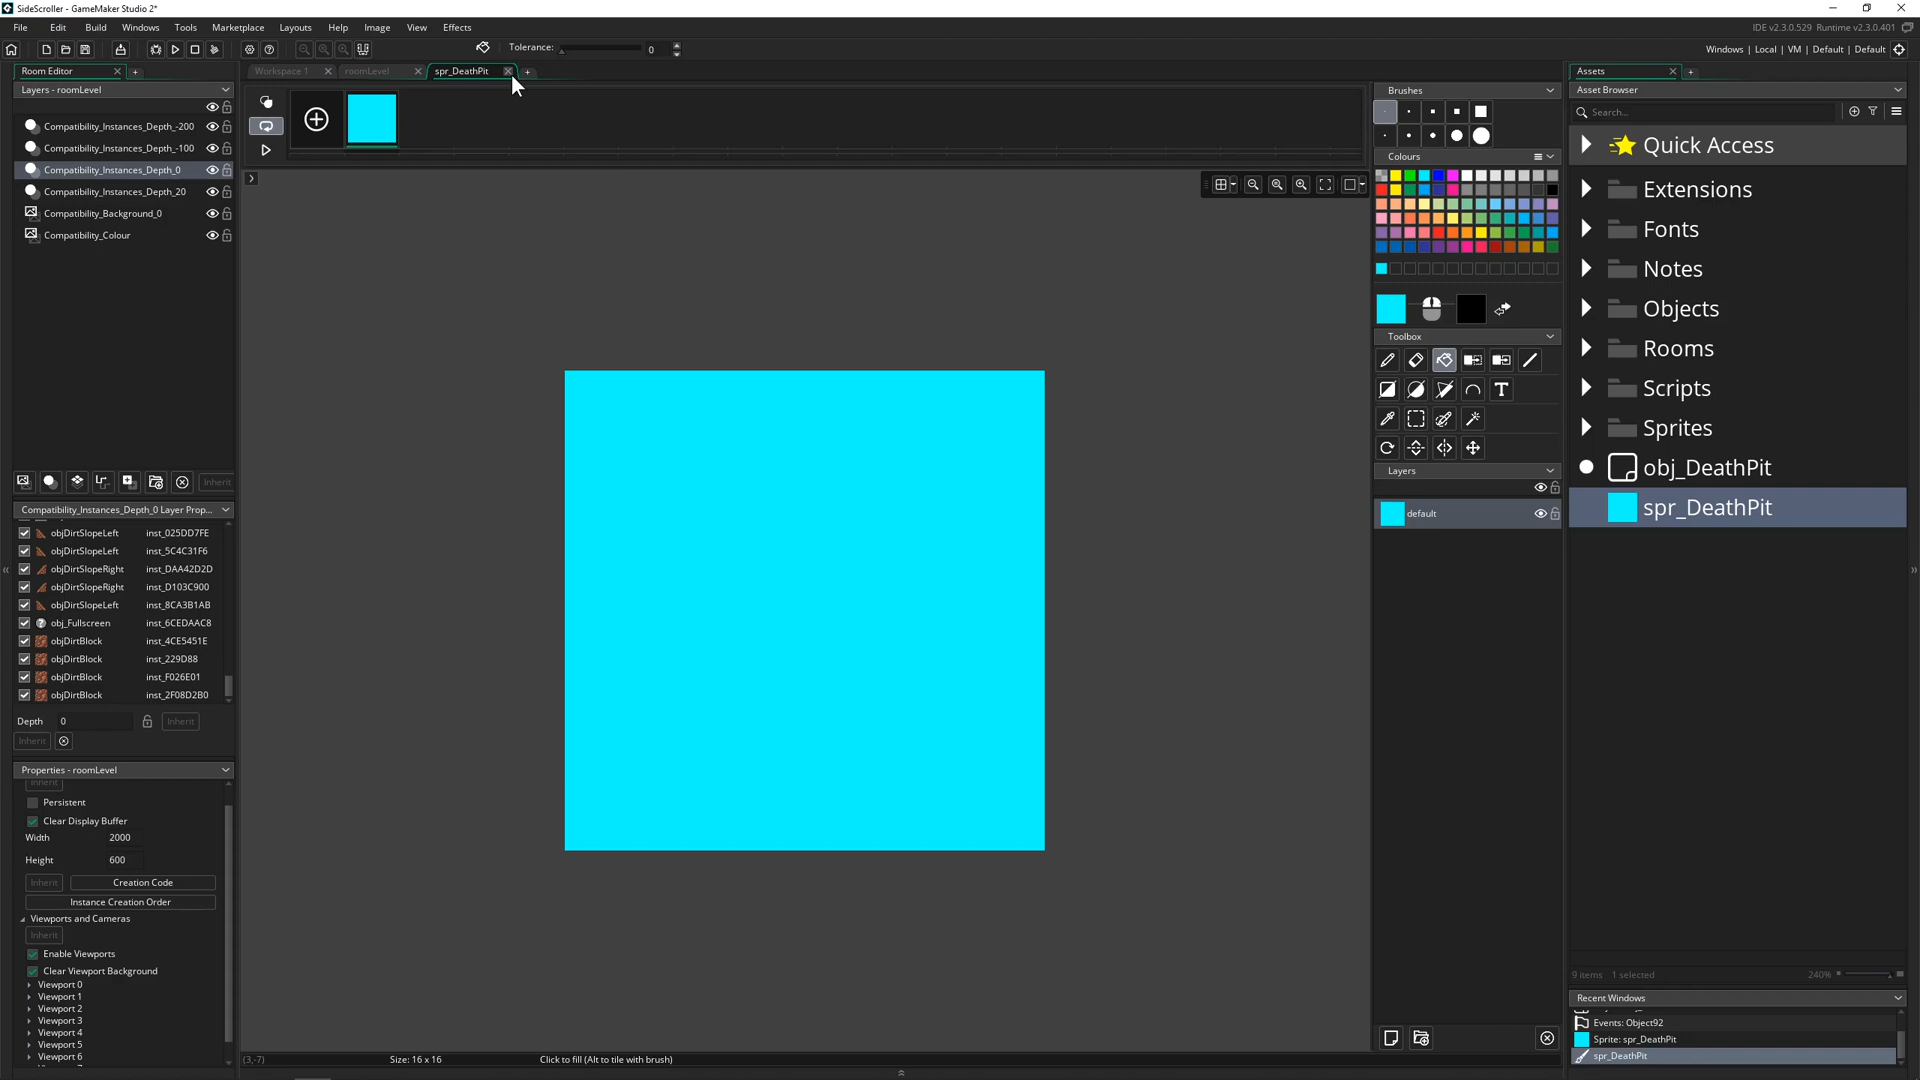 SideScroller - GameMaker Studio 2*
File Edit Build Windows Tools Marketplace Layouts Help Image View Effects
IDE v2.3.0.529 Runtime v2.3.0.401
Tolerance: 0
Windows | Local | VM | Default | Default
Room Editor
Workspace 1 roomLevel spr_DeathPit
Layers - roomLevel
Compatibility_Instances_Depth_-200
Compatibility_Instances_Depth_-100
Compatibility_Instances_Depth_0
Compatibility_Instances_Depth_20
Compatibility_Background_0
Compatibility_Colour
Inherit
Compatibility_Instances_Depth_0 Layer Prop...
objDirtSlopeLeft inst_025DD7FE
objDirtSlopeLeft inst_5C4C31F6
objDirtSlopeRight inst_DAA42D2D
objDirtSlopeRight inst_D103C900
objDirtSlopeLeft inst_8CA3B1AB
obj_Fullscreen inst_6CEDAAC8
objDirtBlock inst_4CE5451E
objDirtBlock inst_229D88
objDirtBlock inst_F026E01
objDirtBlock inst_2F08D2B0
Depth 0 Inherit
Inherit
Properties - roomLevel
Inherit
Persistent
Clear Display Buffer
Width 2000
Height 600
Inherit Creation Code
Instance Creation Order
Viewports and Cameras
Inherit
Enable Viewports
Clear Viewport Background
Viewport 0
Viewport 1
Viewport 2
Viewport 3
Viewport 4
Viewport 5
Viewport 6
(3,-7) Size: 16 x 16 Click to fill (Alt to tile with brush)
Brushes
Colours
Toolbox
T
Layers
default
Assets
Asset Browser
Search...
Quick Access
Extensions
Fonts
Notes
Objects
Rooms
Scripts
Sprites
obj_DeathPit
spr_DeathPit
9 items 1 selected 240%
Recent Windows
Events: Object92
Sprite: spr_DeathPit
spr_DeathPit